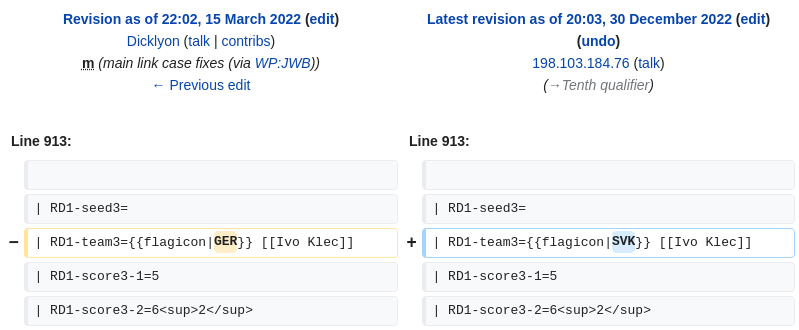 Revision as of 22:02, 15 March 2022 (edit)
Dicklyon (talk | contribs)
m (main link case fixes (via WP:JWB))
← Previous edit
Latest revision as of 20:03, 30 December 2022 (edit)
(undo)
198.103.184.76 (talk)
(→Tenth qualifier)
Line 913:
Line 913:
| RD1-seed3=
| RD1-seed3=
− | RD1-team3={{flagicon|GER}} [[Ivo Klec]]
+ | RD1-team3={{flagicon|SVK}} [[Ivo Klec]]
| RD1-score3-1=5
| RD1-score3-1=5
| RD1-score3-2=6<sup>2</sup>
| RD1-score3-2=6<sup>2</sup>